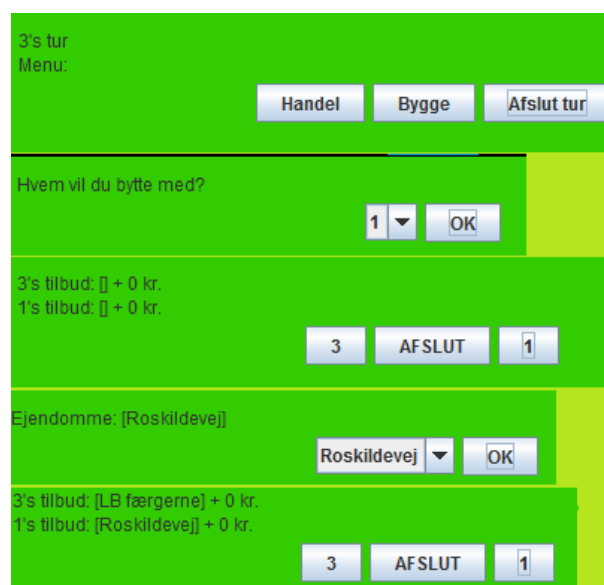 3's tur
Menu:
Handel Bygge Afslut tur
Hvem vil du bytte med?
1 OK
3's tilbud: [] + 0 kr.
1's tilbud: [] + 0 kr.
3 AFSLUT 1
Ejendomme: [Roskildevej]
Roskildevej OK
3's tilbud: [LB færgerne] + 0 kr.
1's tilbud: [Roskildevej] + 0 kr.
3 AFSLUT 1